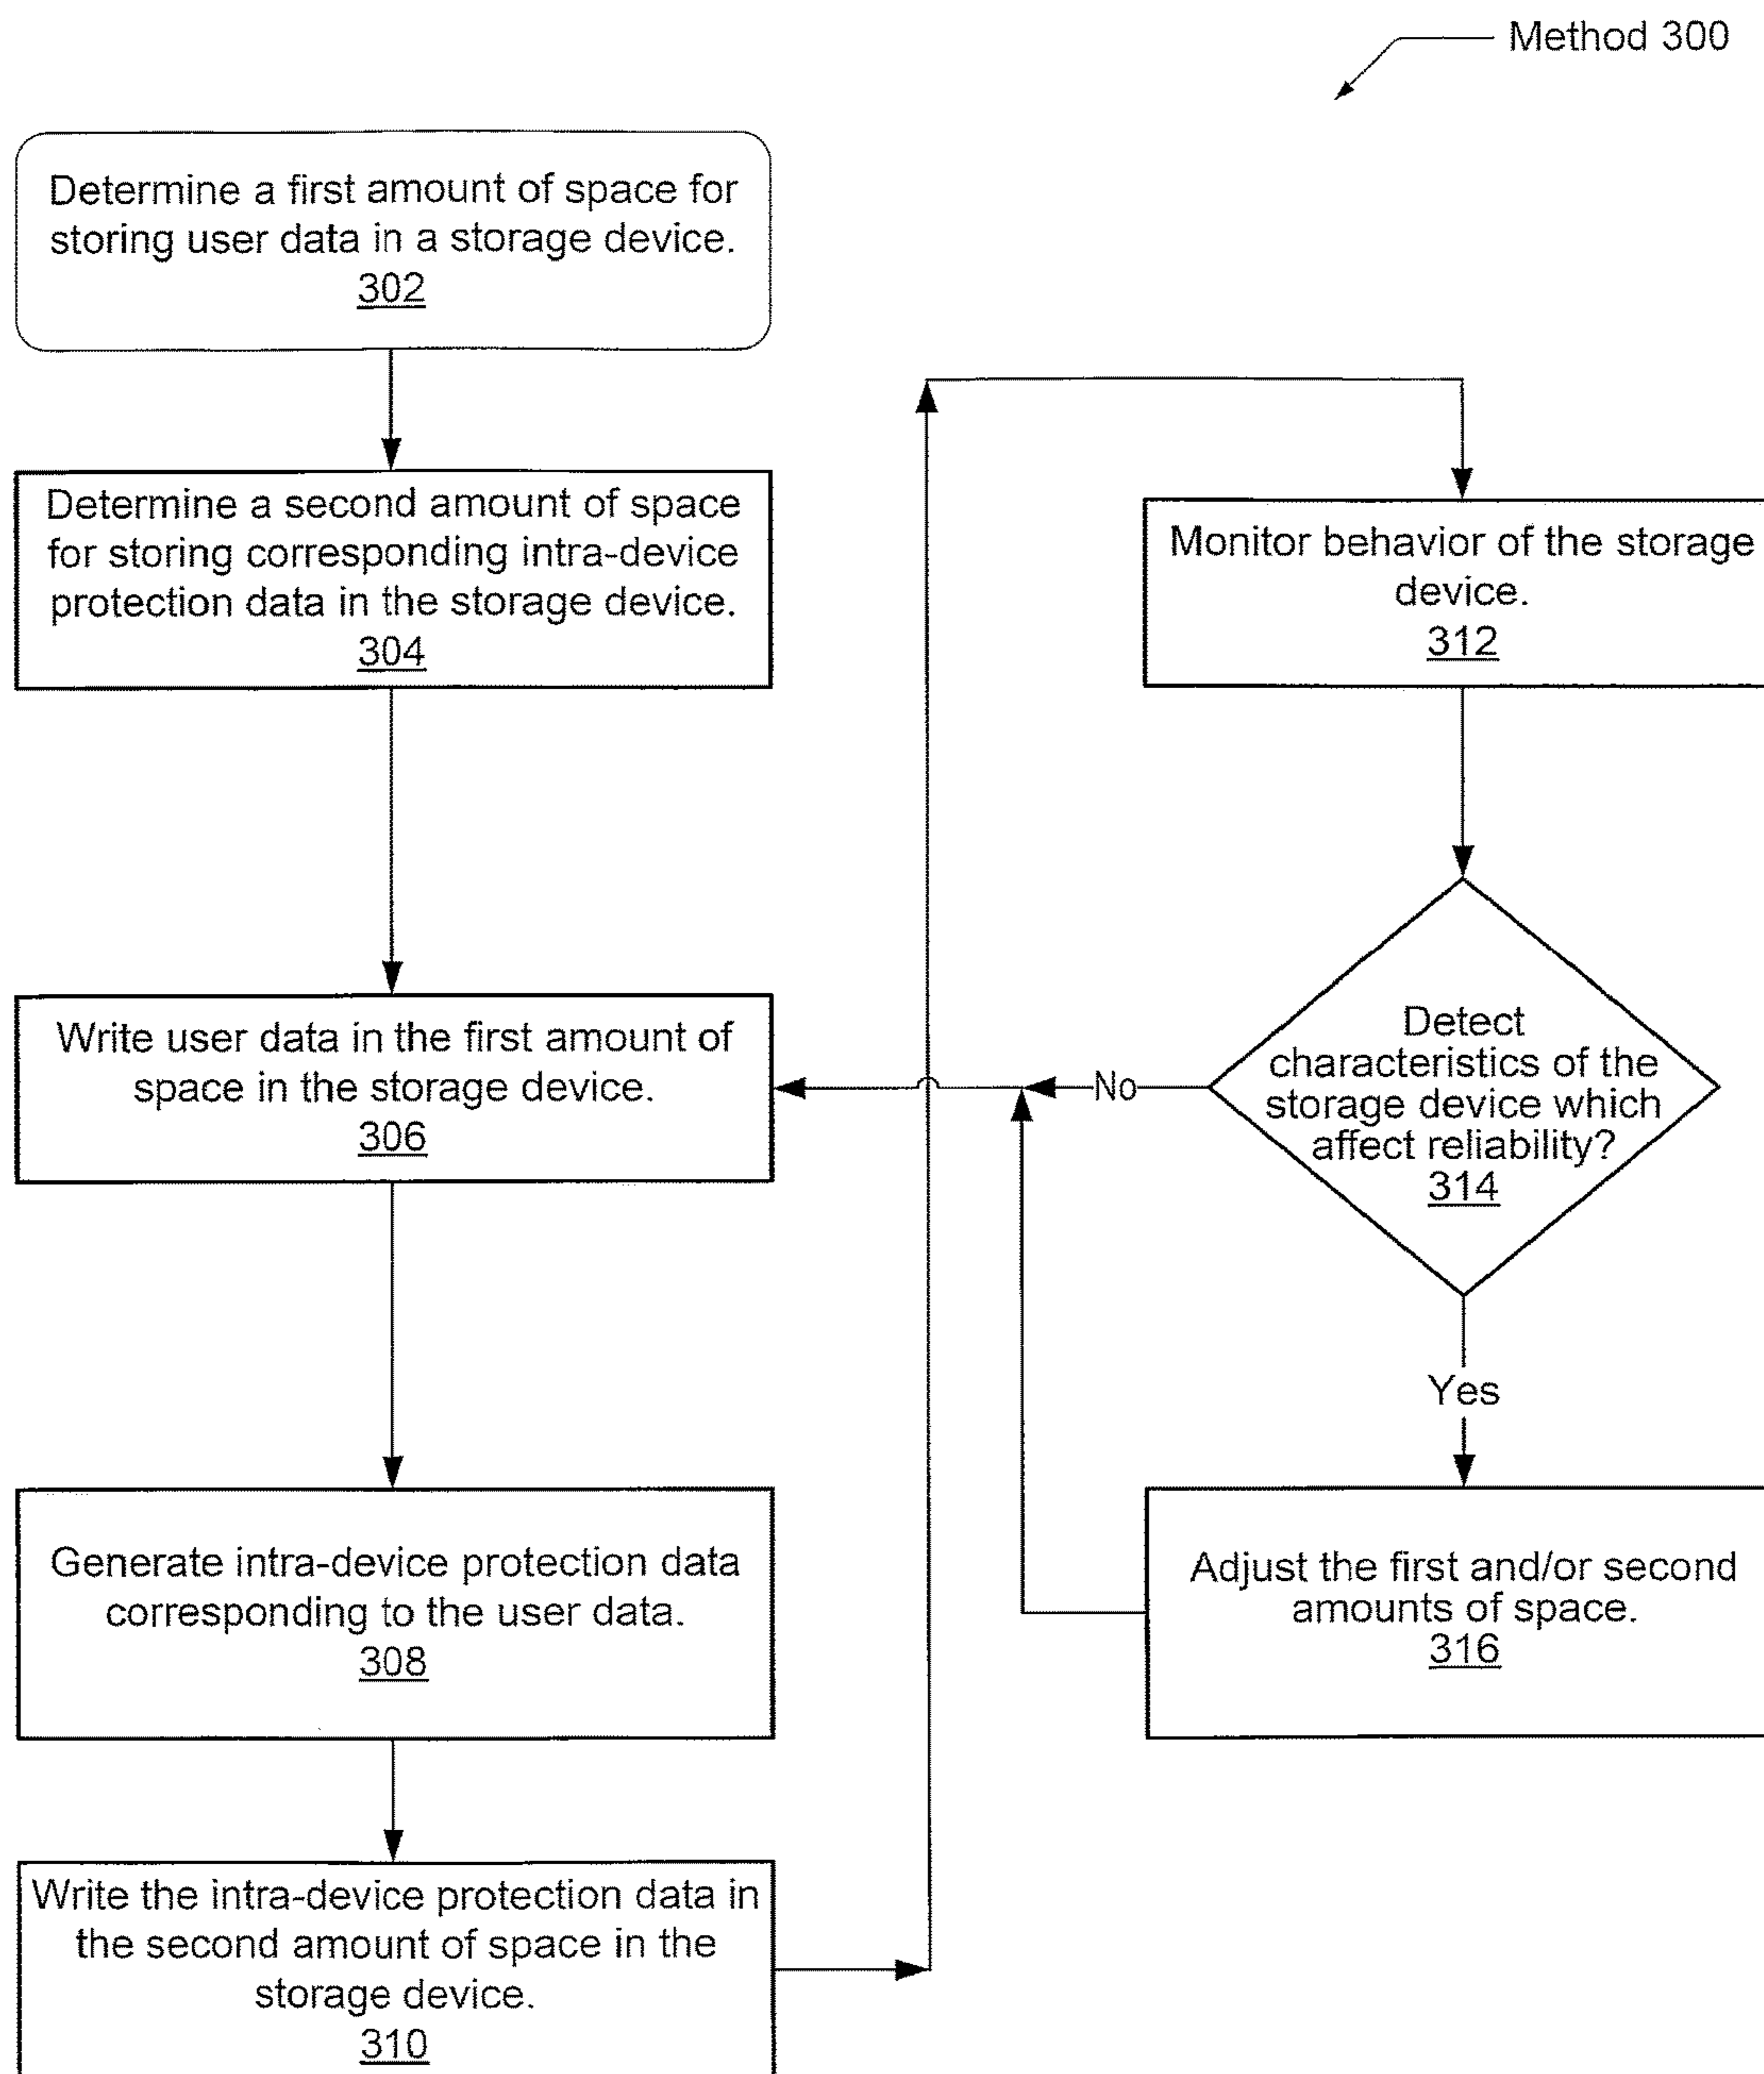 Method 300
Determine a first amount of space for
storing user data in a storage device.
302
Determine a second amount of space
for storing corresponding intra-device
protection data in the storage device.
304
Write user data in the first amount of
space in the storage device.
306
Generate intra-device protection data
corresponding to the user data.
308
Write the intra-device protection data in
the second amount of space in the
storage device.
310
Monitor behavior of the storage
device.
312
Detect
characteristics of the
storage device which
affect reliability?
314
No
Yes
Adjust the first and/or second
amounts of space.
316